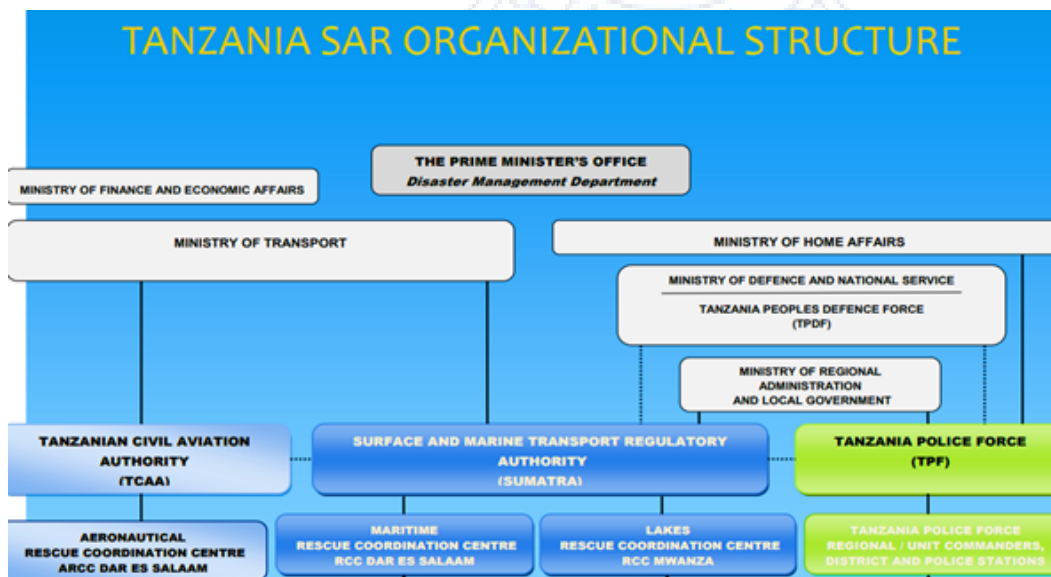 TANZANIA SAR ORGANIZATIONAL STRUCTURE
THE PRIME MINISTER'S OFFICE
Disaster Management Department
MINISTRY OF FINANCE AND ECONOMIC AFFAIRS
MINISTRY OF TRANSPORT
MINISTRY OF HOME AFFAIRS
MINISTRY OF DEFENCE AND NATIONAL SERVICE
TANZANIA PEOPLES DEFENCE FORCE
(TPDF)
MINISTRY OF REGIONAL
ADMINISTRATION
AND LOCAL GOVERNMENT
TANZANIAN CIVIL AVIATION
AUTHORITY
(TCAA)
SURFACE AND MARINE TRANSPORT REGULATORY
AUTHORITY
(SUMATRA)
TANZANIA POLICE FORCE
(TPF)
AERONAUTICAL
RESCUE COORDINATION CENTRE
ARCC DAR ES SALAAM
MARITIME
RESCUE COORDINATION CENTRE
RCC DAR ES SALAAM
LAKES
RESCUE COORDINATION CENTRE
RCC MWANZA
TANZANIA POLICE FORCE
REGIONAL / UNIT COMMANDERS,
DISTRICT AND POLICE STATIONS